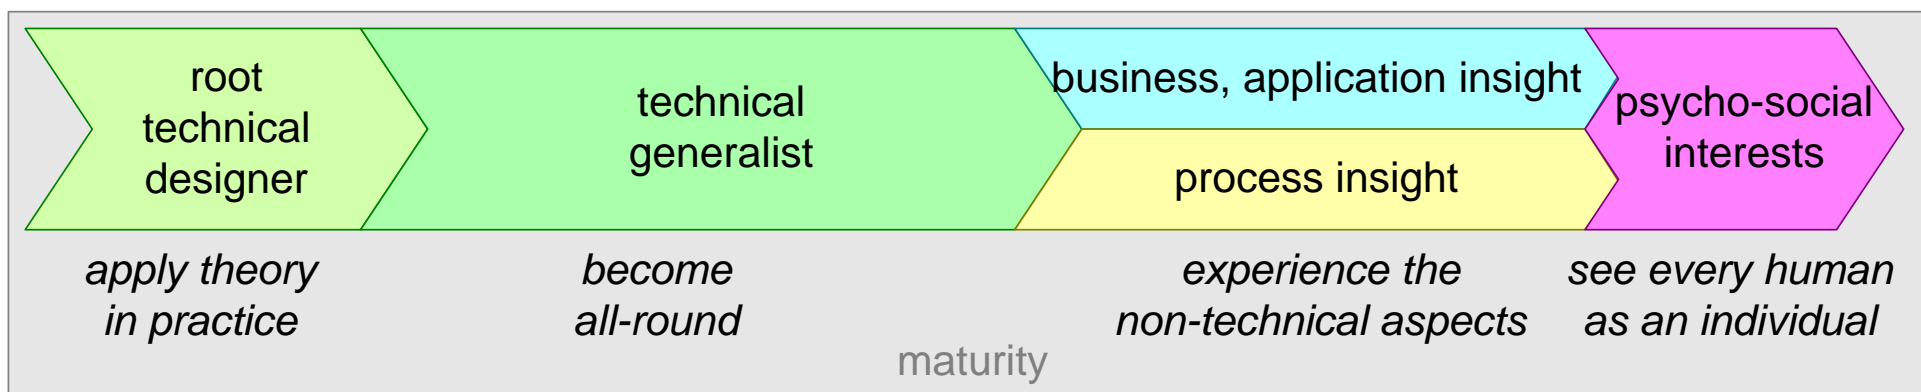 root
technical
designer
technical
generalist
business, application insight
process insight
psycho-social
interests
apply theory
in practice
become
all-round
experience the
non-technical aspects
see every human
as an individual
maturity